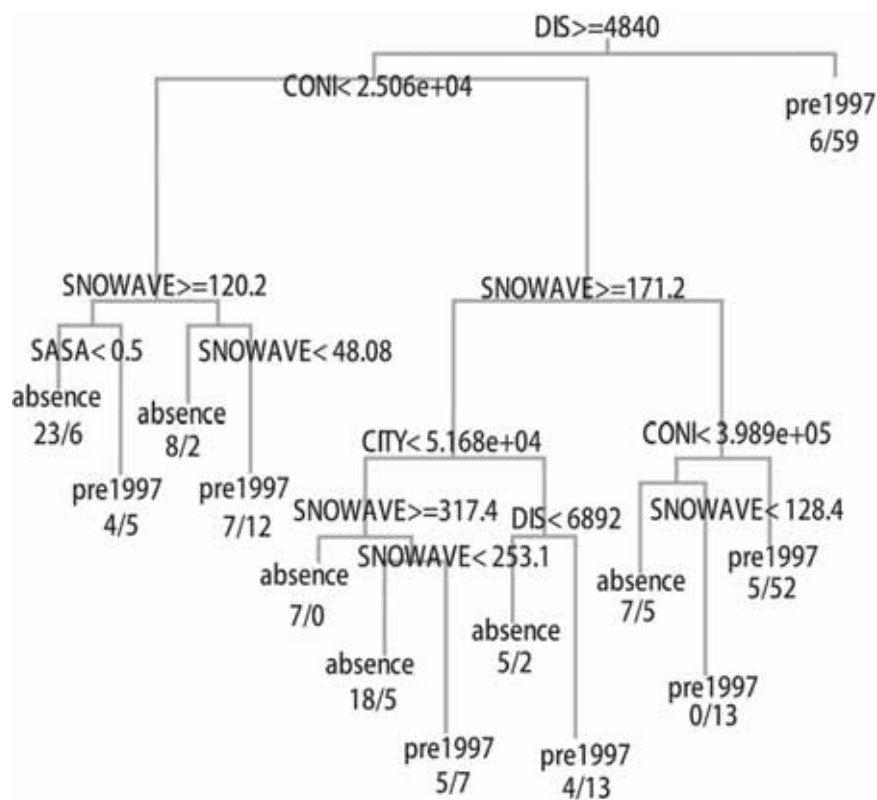 DIS>=4840
CONI< 2.506e+04
pre1997
6/59
SNOWAVE>=120.2
SNOWAVE>=171.2
SASA< 0.5
SNOWAVE< 48.08
absence
23/6
absence
8/2
CITY< 5.168e+04
CONI< 3.989e+05
pre1997
4/5
pre1997
7/12
SNOWAVE>=317.4
DIS< 6892
SNOWAVE< 128.4
absence
7/0
SNOWAVE< 253.1
absence
7/5
pre1997
5/52
absence
5/2
absence
18/5
pre1997
0/13
pre1997
5/7
pre1997
4/13